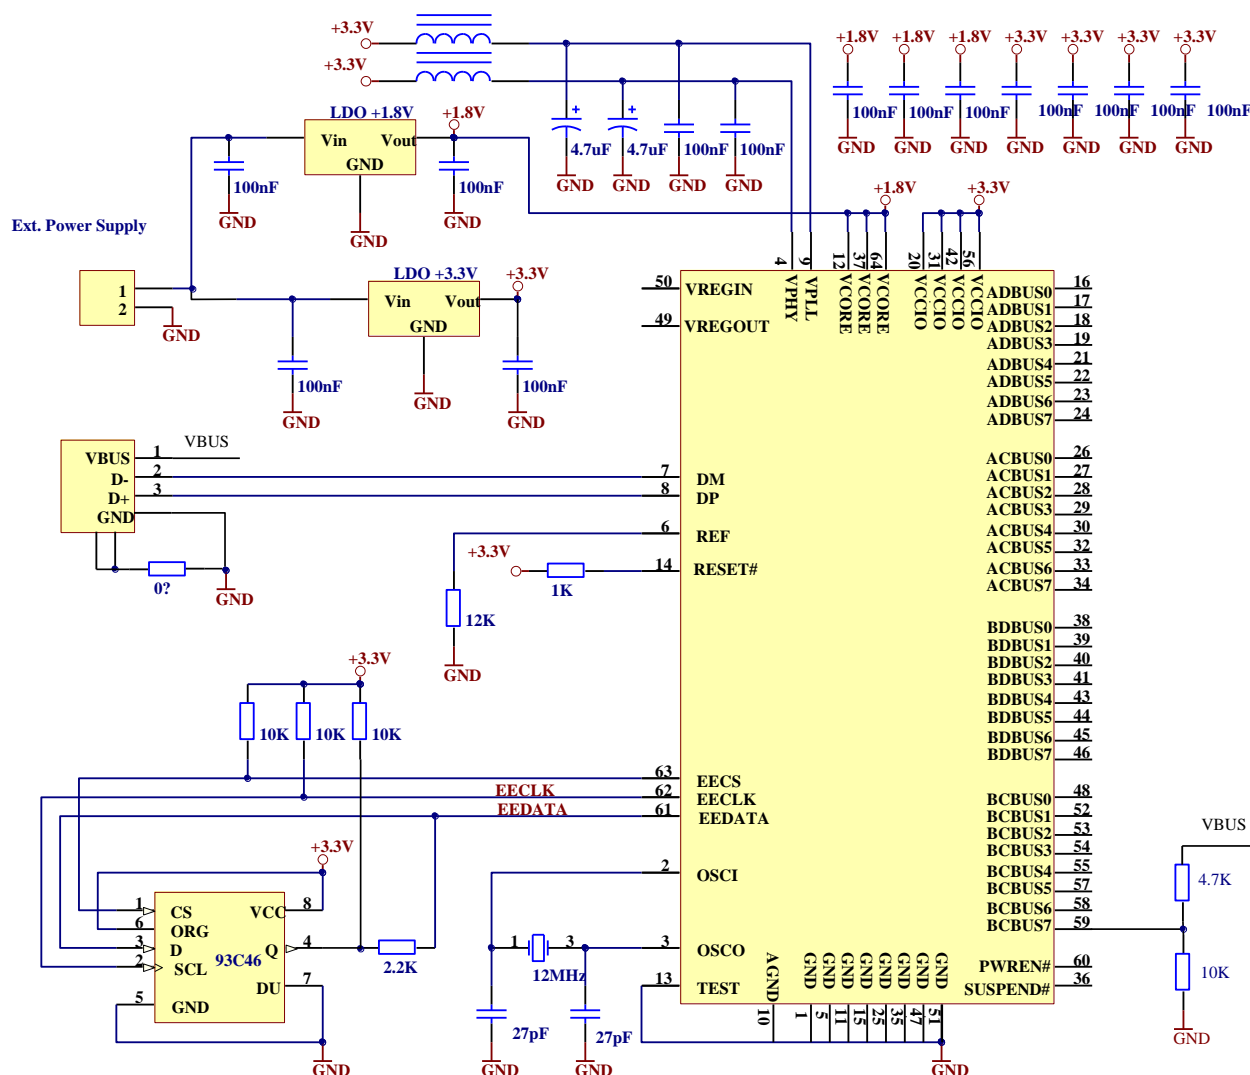 +3.3V
+3.3V
+1.8V
+1.8V
+1.8V
+3.3V
+3.3V
+3.3V
+3.3V
100nF
100nF
100nF
100nF
100nF
100nF
100nF
GND
GND
GND
GND
GND
GND
GND
4.7uF
4.7uF
100nF
100nF
GND
GND
GND
GND
LDO +1.8V
+1.8V
Vin
Vout
GND
100nF
100nF
GND
GND
GND
Ext. Power Supply
1
2
GND
LDO +3.3V
+3.3V
Vin
Vout
GND
100nF
100nF
GND
GND
GND
+1.8V
+3.3V
4
9
12
37
64
20
31
42
56
VPHY
VPLL
VCORE
VCORE
VCORE
VCCIO
VCCIO
VCCIO
VCCIO
50 VREGIN
49 VREGOUT
ADBUS0 16
ADBUS1 17
ADBUS2 18
ADBUS3 19
ADBUS4 21
ADBUS5 22
ADBUS6 23
ADBUS7 24
ACBUS0 26
ACBUS1 27
ACBUS2 28
ACBUS3 29
ACBUS4 30
ACBUS5 32
ACBUS6 33
ACBUS7 34
BDBUS0 38
BDBUS1 39
BDBUS2 40
BDBUS3 41
BDBUS4 43
BDBUS5 44
BDBUS6 45
BDBUS7 46
BCBUS0 48
BCBUS1 52
BCBUS2 53
BCBUS3 54
BCBUS4 55
BCBUS5 57
BCBUS6 58
BCBUS7 59
PWREN# 60
SUSPEND# 36
VBUS 1
VBUS
D- 2
D+ 3
GND
0?
GND
7 DM
8 DP
6 REF
14 RESET#
+3.3V
1K
12K
GND
+3.3V
10K
10K
10K
63 EECS
EECLK 62 EECLK
EEDATA 61 EEDATA
+3.3V
1 CS
6 ORG
3 D
2 SCL
5 GND
VCC 8
Q 4
DU 7
93C46
2.2K
GND
2 OSCI
3 OSCO
13 TEST
1
3
12MHz
27pF
27pF
GND
GND
AGND
GND
GND
GND
GND
GND
GND
GND
GND
10
1
5
11
15
25
35
47
51
GND
VBUS
4.7K
10K
GND